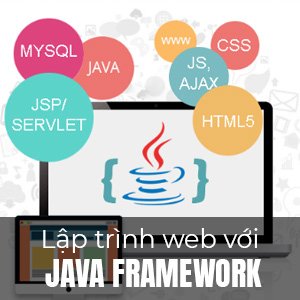 MYSQL
JAVA
JSP/
SERVLET
www
CSS
JS,
AJAX
HTML5
Lập trình web với
JAVA FRAMEWORK